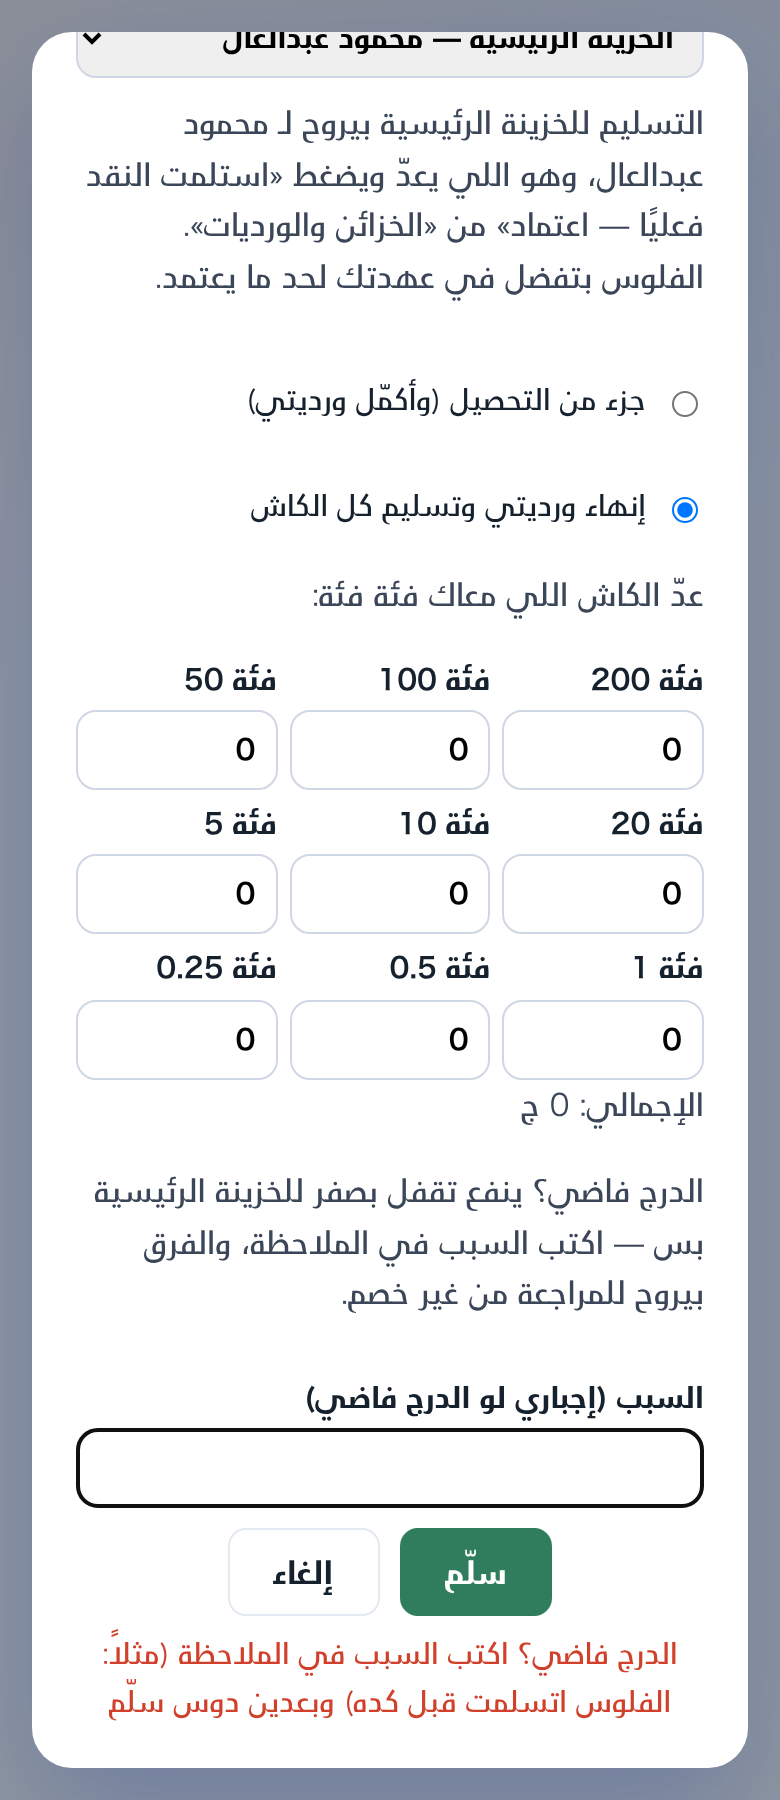 الخزينة الرئيسية — محمود عبدالعال
التسليم للخزينة الرئيسية بيروح لـ محمود
عبدالعال، وهو اللي يعدّ ويضغط «استلمت النقد
فعليًا — اعتماد» من «الخزائن والورديات».
الفلوس بتفضل في عهدتك لحد ما يعتمد.
جزء من التحصيل (وأكمّل ورديتي)
إنهاء ورديتي وتسليم كل الكاش
عدّ الكاش اللي معاك فئة فئة:
فئة 200 فئة 100 فئة 50
0 0 0
فئة 20 فئة 10 فئة 5
0 0 0
فئة 1 فئة 0.5 فئة 0.25
0 0 0
الإجمالي: 0 ج
الدرج فاضي؟ ينفع تقفل بصفر للخزينة الرئيسية
بس — اكتب السبب في الملاحظة، والفرق
بيروح للمراجعة من غير خصم.
السبب (إجباري لو الدرج فاضي)
سلّم إلغاء
الدرج فاضي؟ اكتب السبب في الملاحظة (مثلاً:
الفلوس اتسلمت قبل كده) وبعدين دوس سلّم